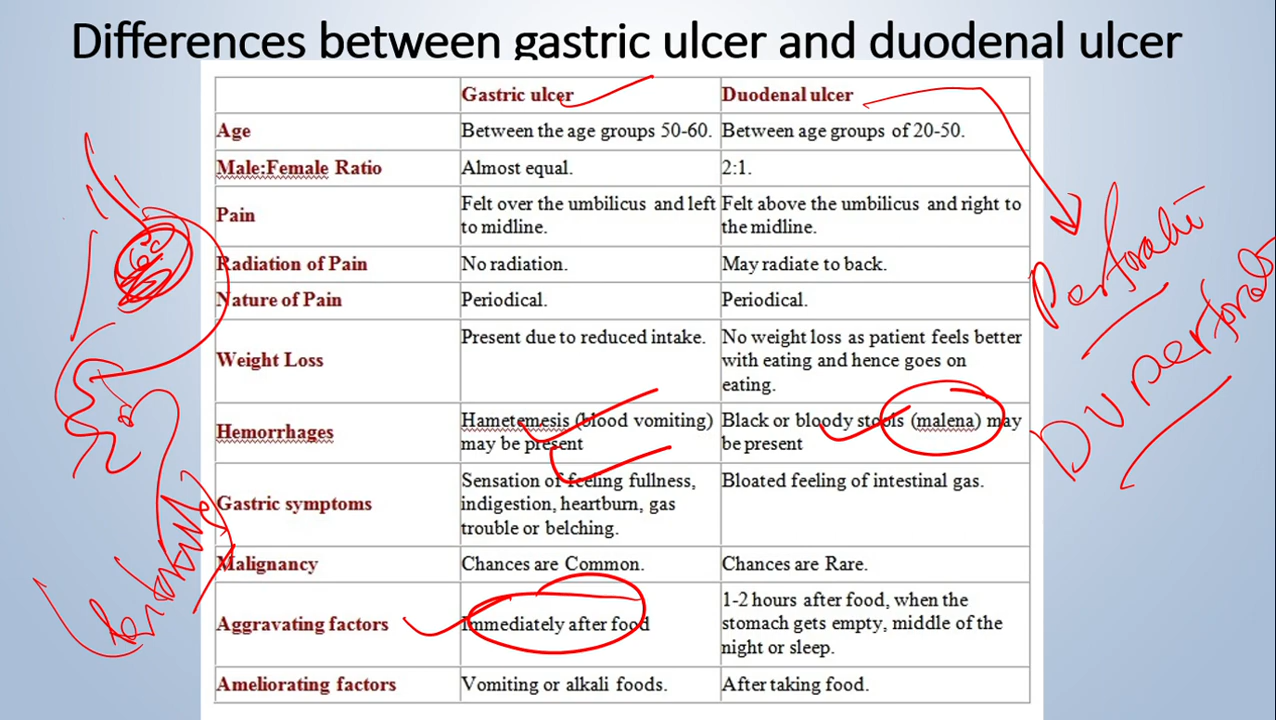 Differences between gastric ulcer and duodenal ulcer
Gastric ulcer Duodenal ulcer
Age Between the age groups 50-60. Between age groups of 20-50.
Male:Female Ratio Almost equal. 2:1.
Pain Felt over the umbilicus and left to midline. Felt above the umbilicus and right to the midline.
Radiation of Pain No radiation. May radiate to back.
Nature of Pain Periodical. Periodical.
Weight Loss Present due to reduced intake. No weight loss as patient feels better with eating and hence goes on eating.
Hemorrhages Hametemesis (blood vomiting) may be present Black or bloody stools (malena) may be present
Gastric symptoms Sensation of feeling fullness, indigestion, heartburn, gas trouble or belching. Bloated feeling of intestinal gas.
Malignancy Chances are Common. Chances are Rare.
Aggravating factors Immediately after food 1-2 hours after food, when the stomach gets empty, middle of the night or sleep.
Ameliorating factors Vomiting or alkali foods. After taking food.
DU